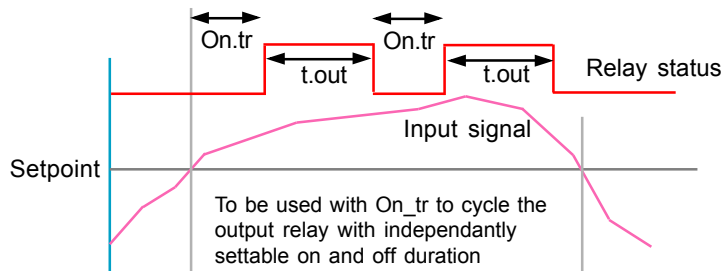 On.tr
On.tr
t.out
t.out
Relay status
Input signal
Setpoint
To be used with On_tr to cycle the
output relay with independantly
settable on and off duration